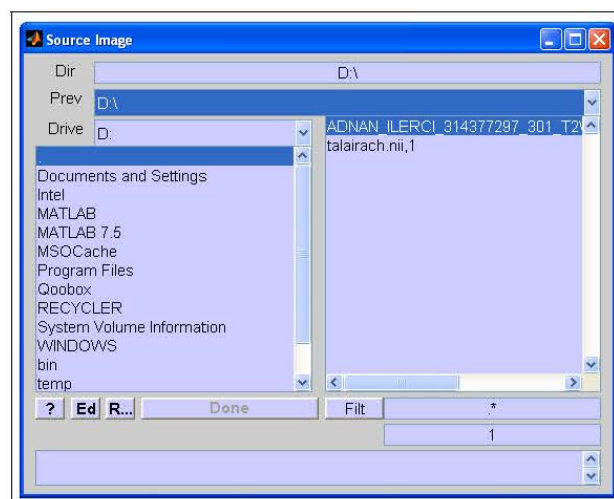 Source Image
Dir D:\
Prev D:\
Drive D:
.
Documents and Settings
Intel
MATLAB
MATLAB 7.5
MSOCache
Program Files
Qoobox
RECYCLER
System Volume Information
WINDOWS
bin
temp
ADNAN_ILERCI_314377297_301_T2
talairach.nii,1
? Ed R... Done Filt .*
1